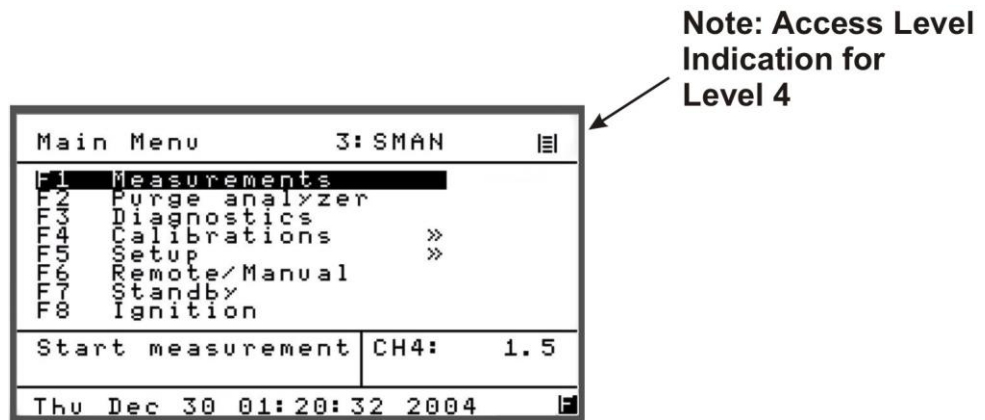 Note: Access Level
Indication for
Level 4
Main Menu 3: SMAN
F1 Measurements
F2 Purge analyzer
F3 Diagnostics
F4 Calibrations »
F5 Setup »
F6 Remote/Manual
F7 Standby
F8 Ignition
Start measurement CH4: 1.5
Thu Dec 30 01:20:32 2004 F